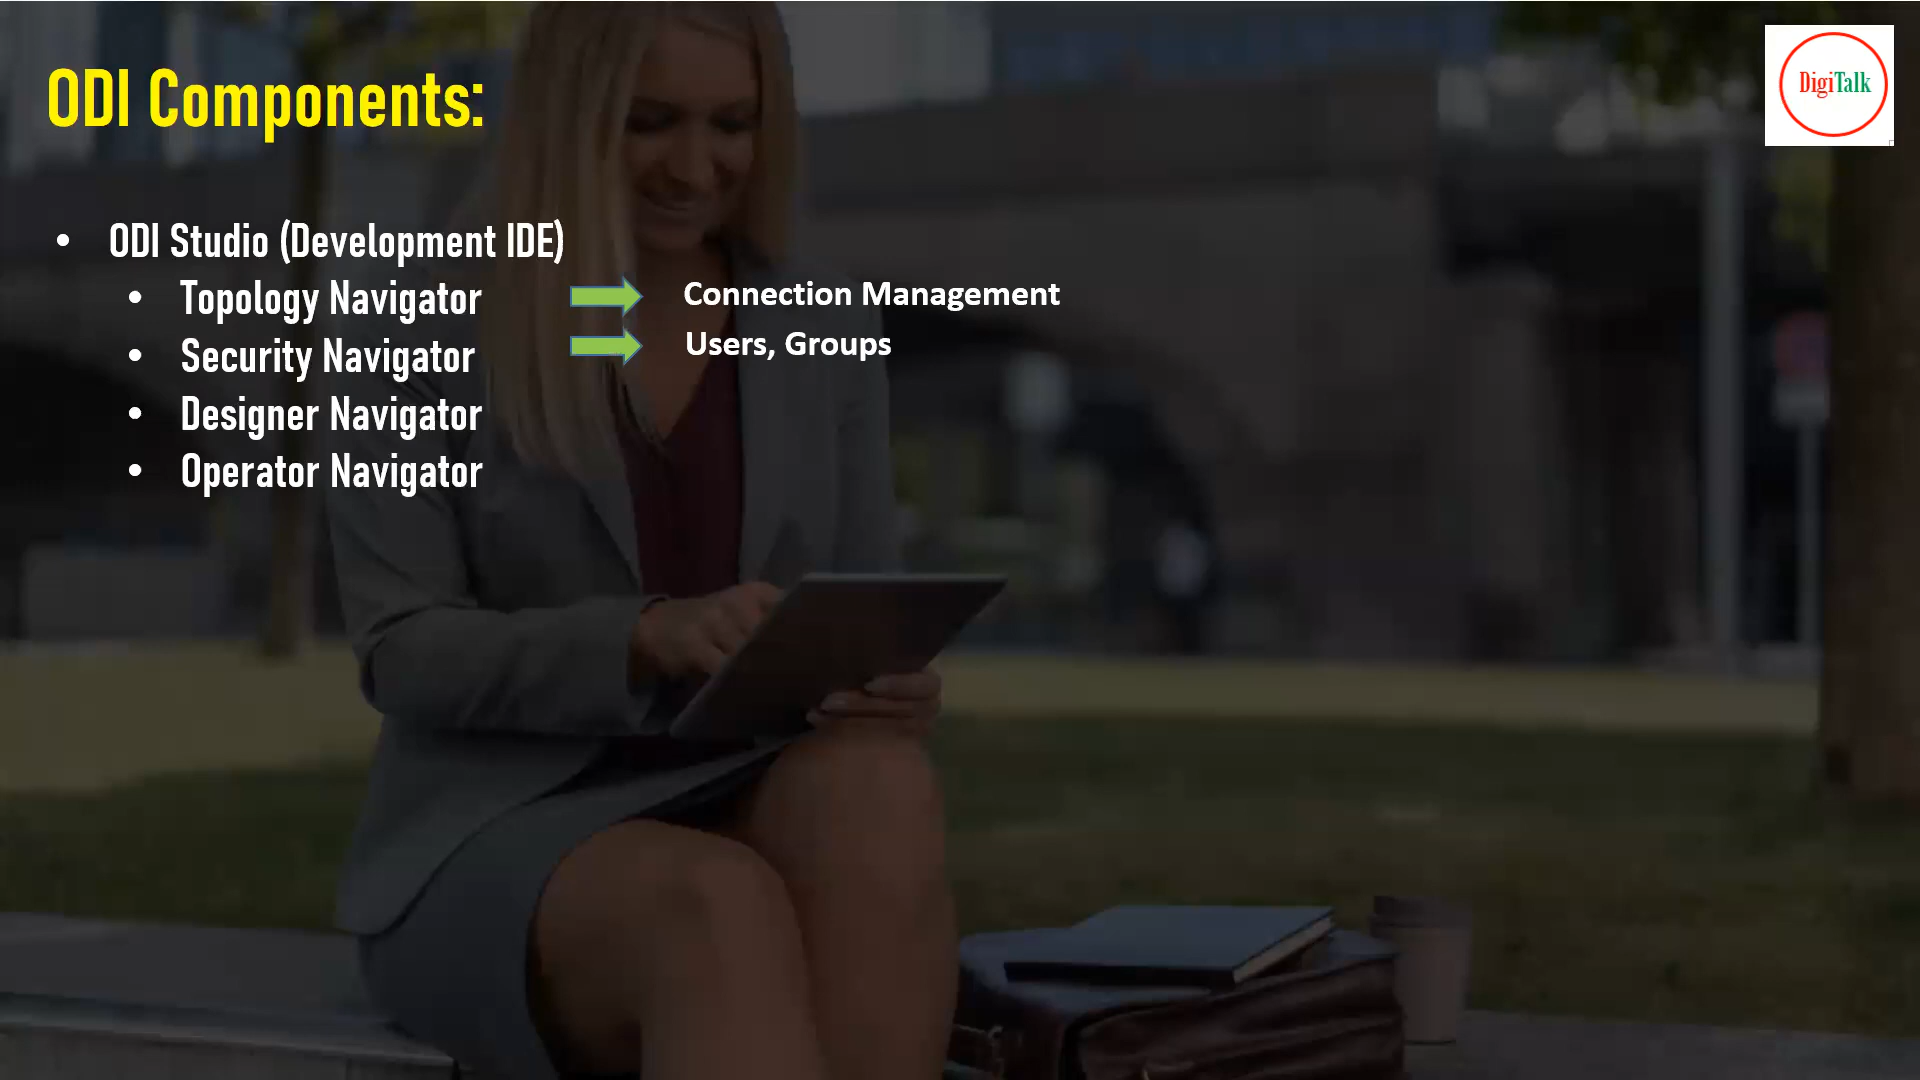 ODI Components:
DigiTalk
• ODI Studio (Development IDE)
• Topology Navigator
Connection Management
• Security Navigator
Users, Groups
• Designer Navigator
• Operator Navigator